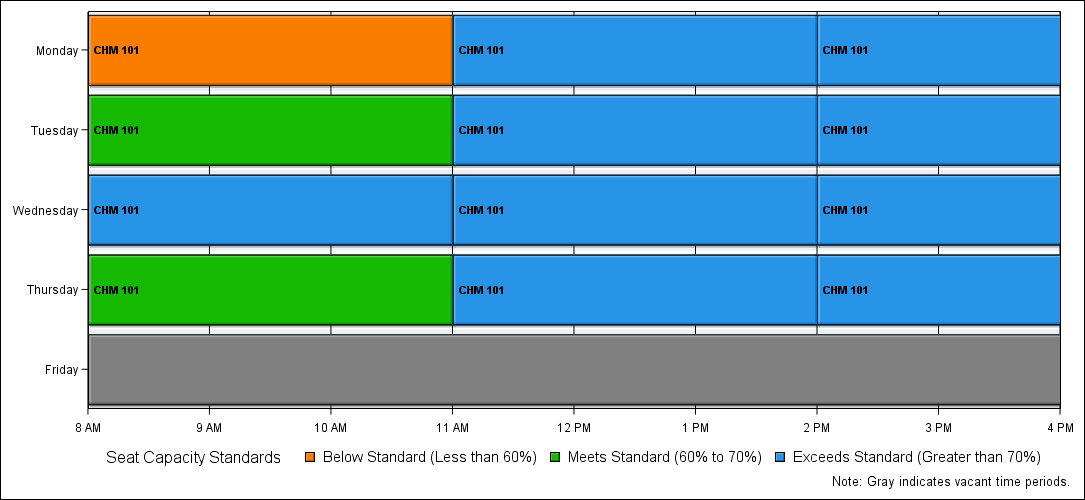 Monday CHM 101 CHM 101 CHM 101
Tuesday CHM 101 CHM 101 CHM 101
Wednesday CHM 101 CHM 101 CHM 101
Thursday CHM 101 CHM 101 CHM 101
Friday
8 AM 9 AM 10 AM 11 AM 12 PM 1 PM 2 PM 3 PM 4 PM
Seat Capacity Standards Below Standard (Less than 60%) Meets Standard (60% to 70%) Exceeds Standard (Greater than 70%)
Note: Gray indicates vacant time periods.